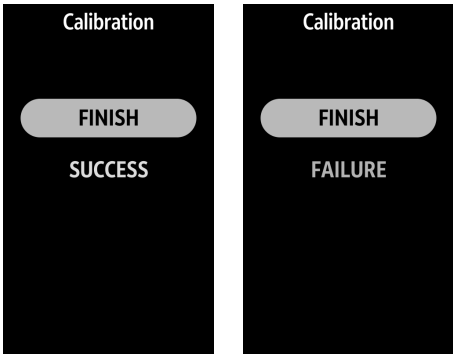 Calibration
FINISH
SUCCESS
Calibration
FINISH
FAILURE